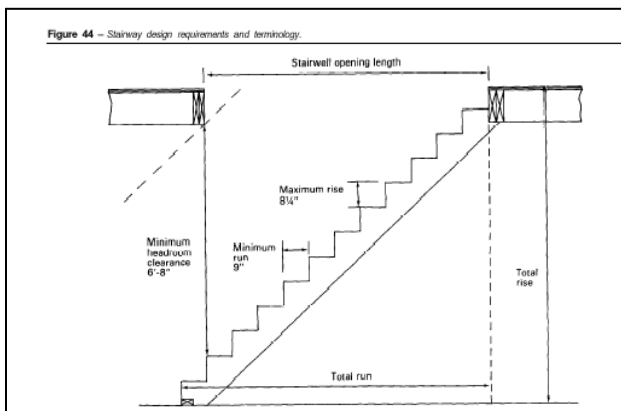 Figure 44 – Stairway design requirements and terminology.
Stairwell opening length
Maximum rise
8¼"
Minimum
headroom
clearance
6'-8"
Minimum
run
9"
Total
rise
Total run